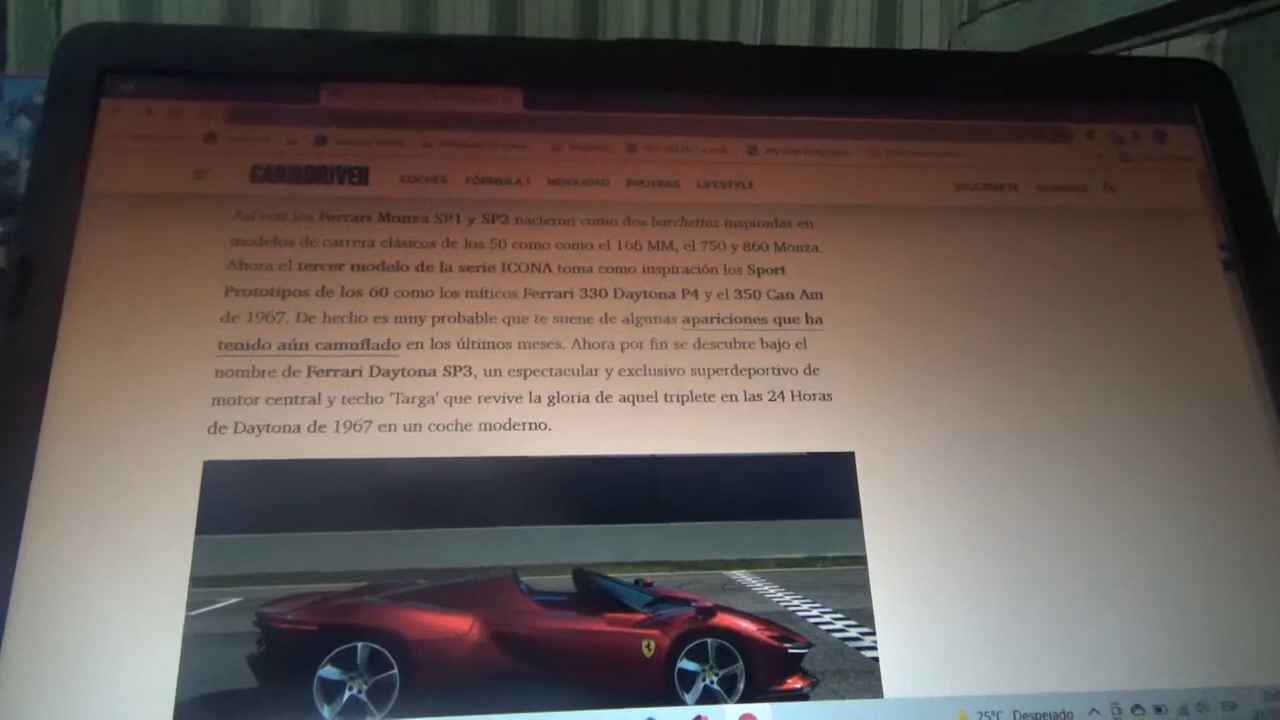 CAR AND DRIVER
COCHES FÓRMULA 1 MOVILIDAD PRUEBAS LIFESTYLE
SUSCRÍBETE
Así con los Ferrari Monza SP1 y SP2 nacieron como dos barchettas inspiradas en
modelos de carrera clásicos de los 50 como como el 166 MM, el 750 y 860 Monza.
Ahora el tercer modelo de la serie ICONA toma como inspiración los Sport
Prototipos de los 60 como los míticos Ferrari 330 Daytona P4 y el 350 Can Am
de 1967. De hecho es muy probable que te suene de algunas apariciones que ha
tenido aún camuflado en los últimos meses. Ahora por fin se descubre bajo el
nombre de Ferrari Daytona SP3, un espectacular y exclusivo superdeportivo de
motor central y techo 'Targa' que revive la gloria de aquel triplete en las 24 Horas
de Daytona de 1967 en un coche moderno.
25°C Despejado